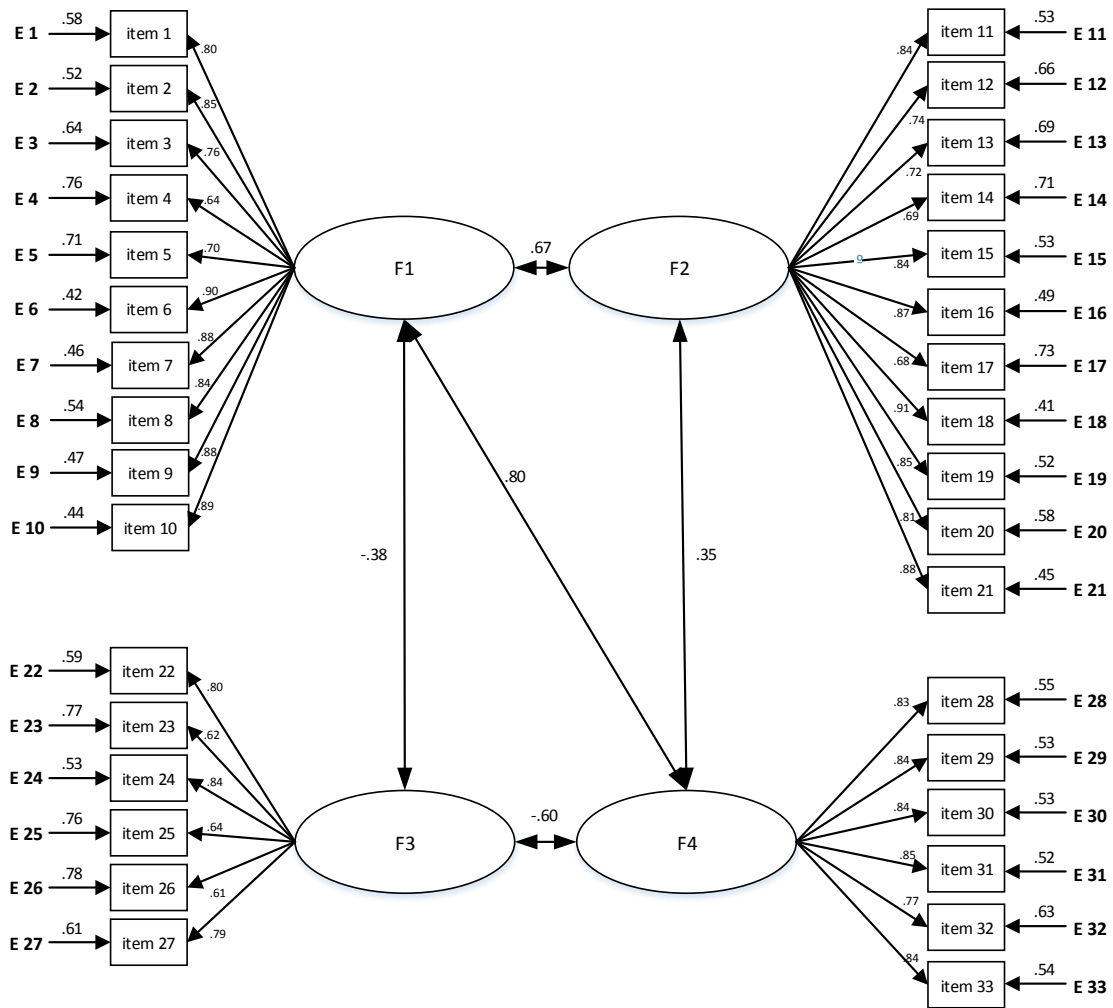 E 1 .58 item 1 .80
E 2 .52 item 2 .85
E 3 .64 item 3 .76
E 4 .76 item 4 .64
E 5 .71 item 5 .70
E 6 .42 item 6 .90
E 7 .46 item 7 .88
E 8 .54 item 8 .84
E 9 .47 item 9 .88
E 10 .44 item 10 .89
F1
.67
F2
.84 item 11 .53 E 11
.74 item 12 .66 E 12
.72 item 13 .69 E 13
.69 item 14 .71 E 14
9 .84 item 15 .53 E 15
.87 item 16 .49 E 16
.68 item 17 .73 E 17
.91 item 18 .41 E 18
.85 item 19 .52 E 19
.81 item 20 .58 E 20
.88 item 21 .45 E 21
-.38
.80
.35
E 22 .59 item 22 .80
E 23 .77 item 23 .62
E 24 .53 item 24 .84
E 25 .76 item 25 .64
E 26 .78 item 26 .61
E 27 .61 item 27 .79
F3
-.60
F4
.83 item 28 .55 E 28
.84 item 29 .53 E 29
.84 item 30 .53 E 30
.85 item 31 .52 E 31
.77 item 32 .63 E 32
.84 item 33 .54 E 33